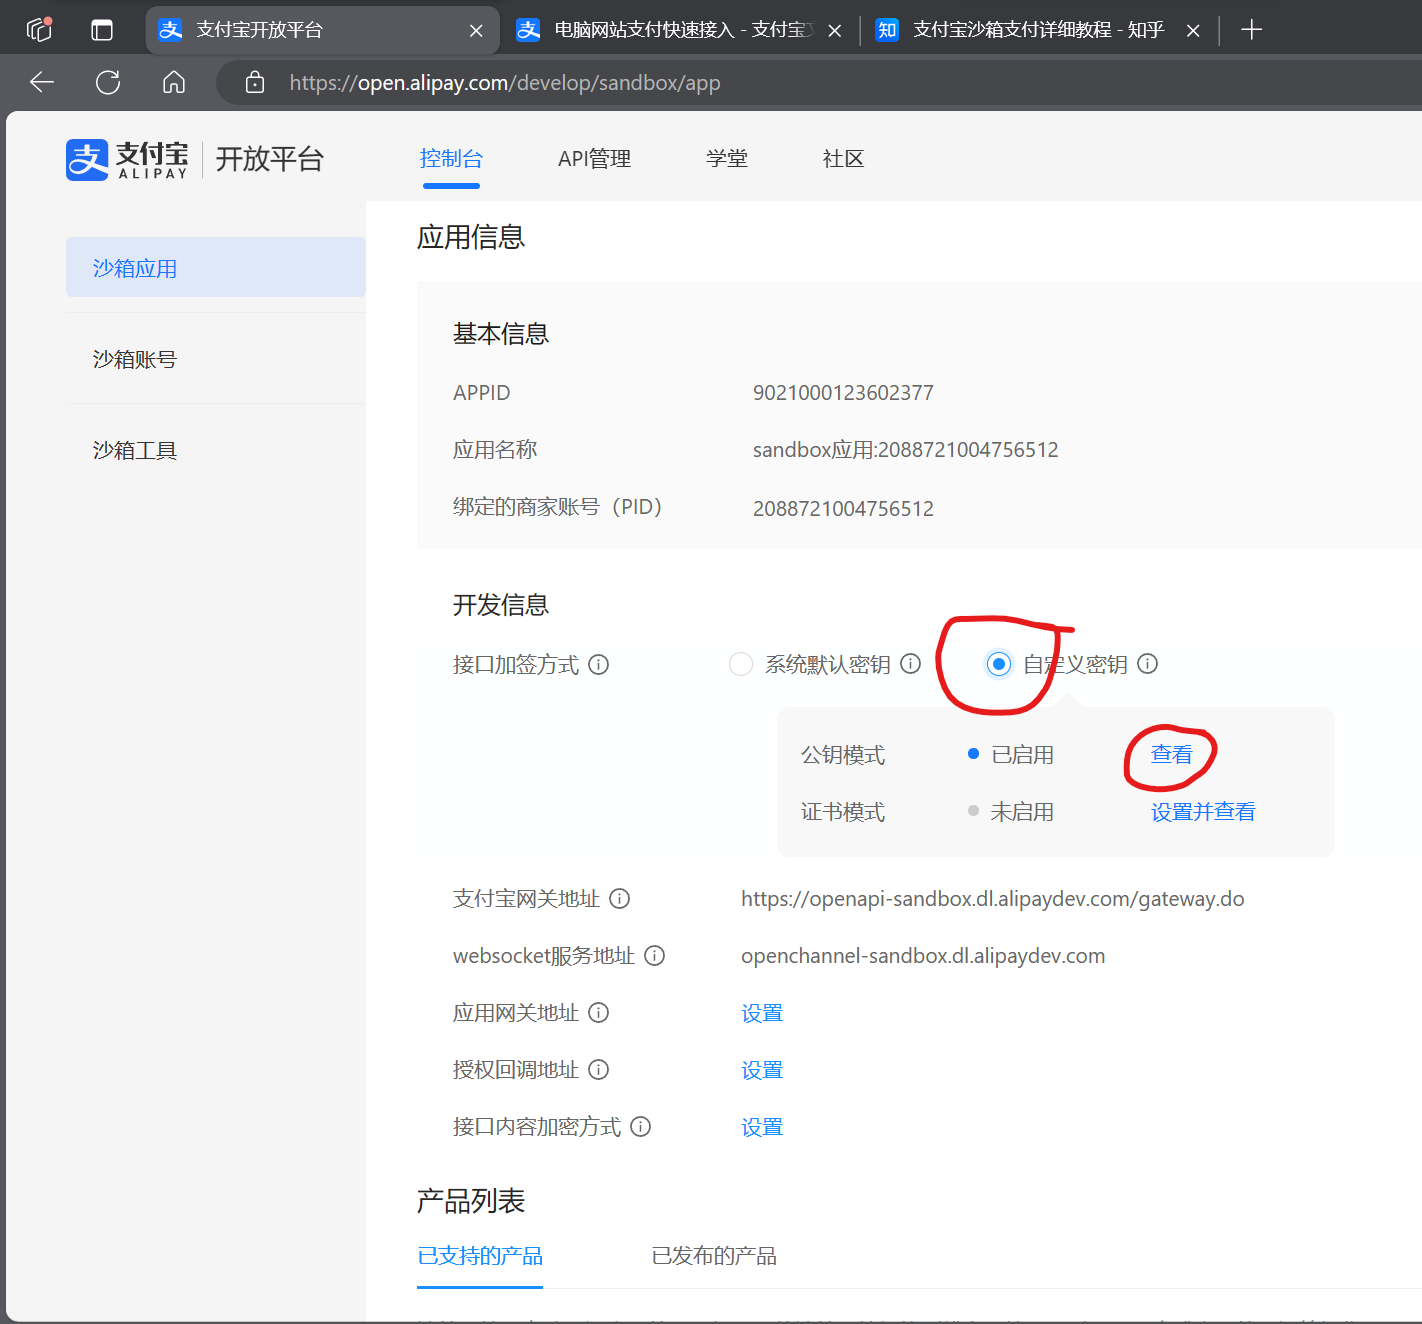 支付宝开放平台
电脑网站支付快速接入 - 支付宝文
知 支付宝沙箱支付详细教程 - 知乎
https://open.alipay.com/develop/sandbox/app
支付宝 ALIPAY 开放平台
控制台 API管理 学堂 社区
沙箱应用
沙箱账号
沙箱工具
应用信息
基本信息
APPID 9021000123602377
应用名称 sandbox应用:2088721004756512
绑定的商家账号（PID） 2088721004756512
开发信息
接口加签方式 系统默认密钥 自定义密钥
公钥模式 已启用 查看
证书模式 未启用 设置并查看
支付宝网关地址 https://openapi-sandbox.dl.alipaydev.com/gateway.do
websocket服务地址 openchannel-sandbox.dl.alipaydev.com
应用网关地址 设置
授权回调地址 设置
接口内容加密方式 设置
产品列表
已支持的产品 已发布的产品